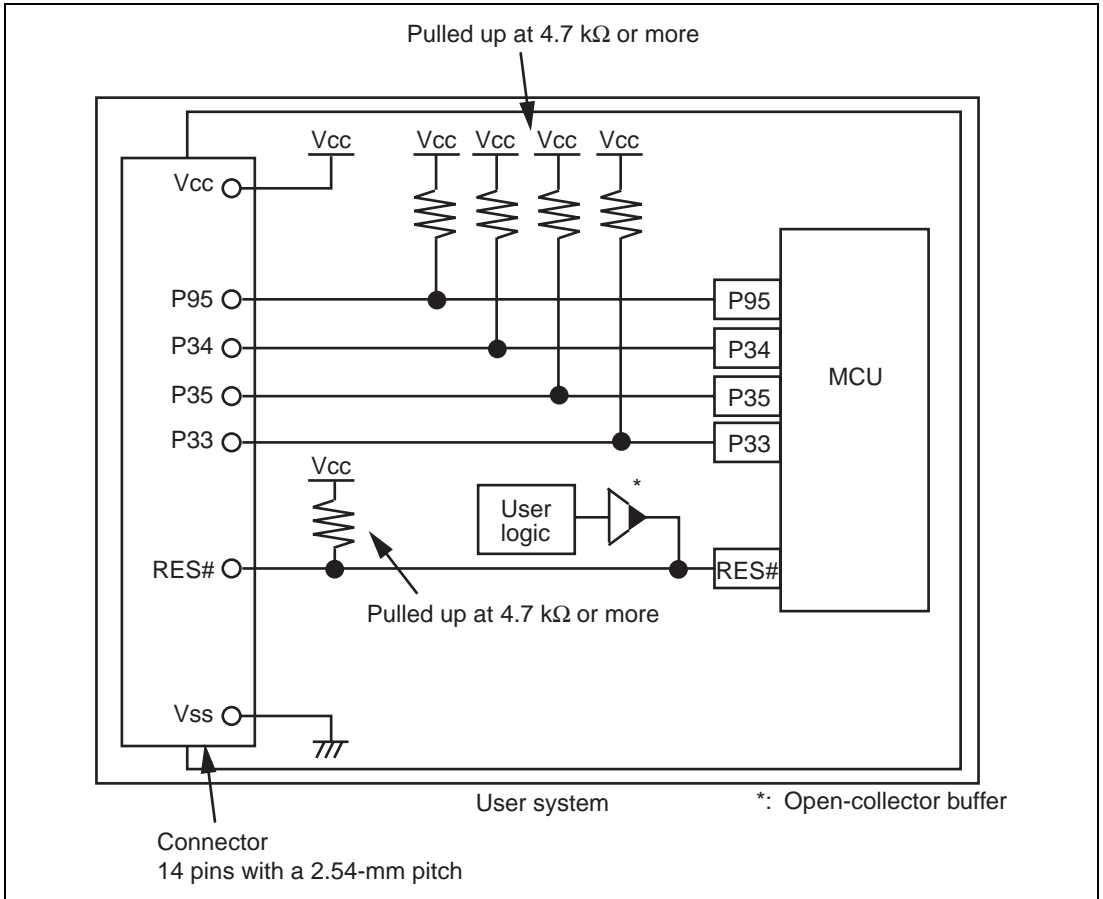 Pulled up at 4.7 kΩ or more
Vcc
Vcc Vcc Vcc Vcc
Vcc
P95
P34
P35
P33
P95
P34
P35
P33
MCU
Vcc
User
logic
*
RES#
RES#
Pulled up at 4.7 kΩ or more
Vss
User system
*: Open-collector buffer
Connector
14 pins with a 2.54-mm pitch